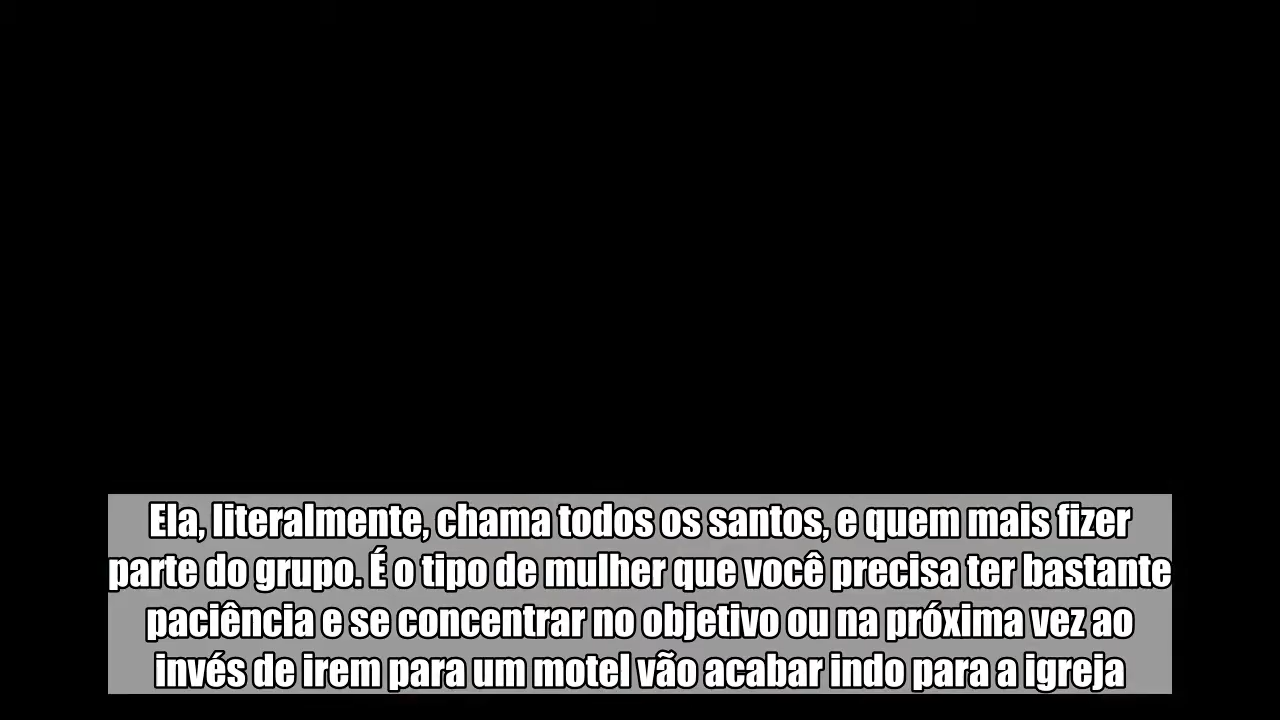 Ela, literalmente, chama todos os santos, e quem mais fizer
parte do grupo. É o tipo de mulher que você precisa ter bastante
paciência e se concentrar no objetivo ou na próxima vez ao
invés de irem para um motel vão acabar indo para a igreja